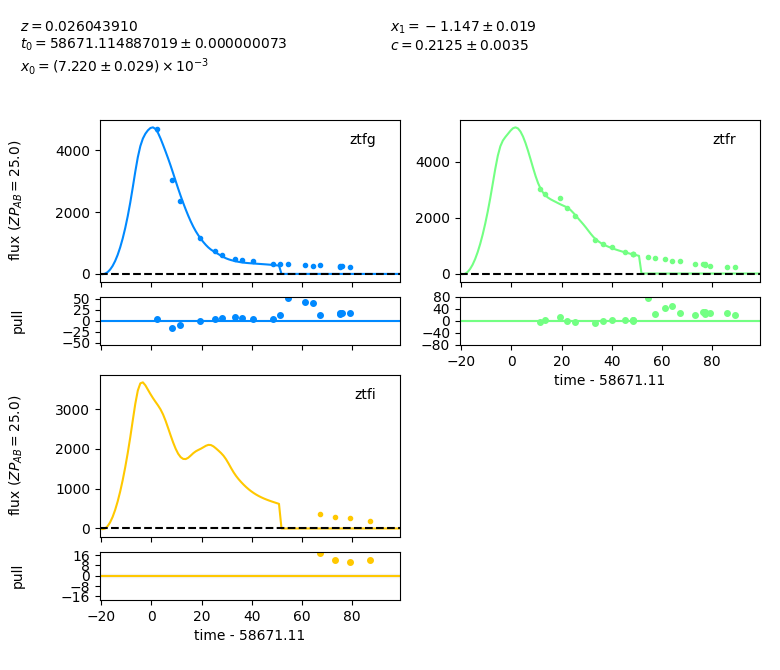 z = 0.026043910
t₀ = 58671.114887019 ± 0.000000073
x₀ = (7.220 ± 0.029) × 10⁻³
x₁ = −1.147 ± 0.019
c = 0.2125 ± 0.0035
flux (ZP_AB = 25.0)
4000
2000
0
ztfg
4000
2000
0
ztfr
pull
50
25
0
−25
−50
80
40
0
−40
−80
−20 0 20 40 60 80
time - 58671.11
flux (ZP_AB = 25.0)
3000
2000
1000
0
ztfi
pull
16
8
0
−8
−16
−20 0 20 40 60 80
time - 58671.11